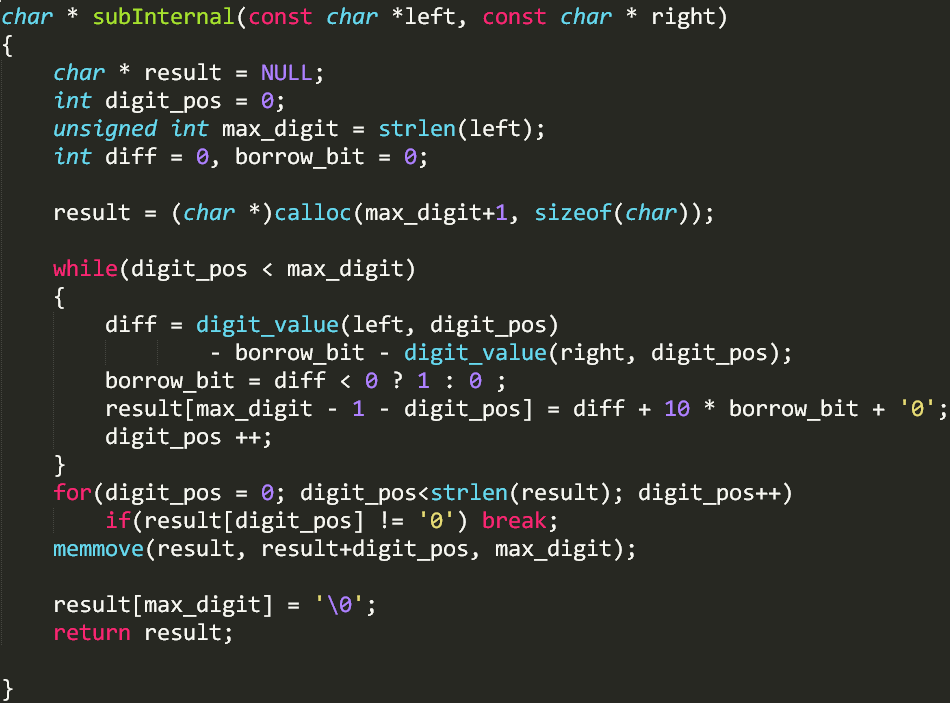 char * subInternal(const char *left, const char * right)
{
    char * result = NULL;
    int digit_pos = 0;
    unsigned int max_digit = strlen(left);
    int diff = 0, borrow_bit = 0;

    result = (char *)calloc(max_digit+1, sizeof(char));

    while(digit_pos < max_digit)
    {
        diff = digit_value(left, digit_pos)
                - borrow_bit - digit_value(right, digit_pos);
        borrow_bit = diff < 0 ? 1 : 0 ;
        result[max_digit - 1 - digit_pos] = diff + 10 * borrow_bit + '0';
        digit_pos ++;
    }
    for(digit_pos = 0; digit_pos<strlen(result); digit_pos++)
        if(result[digit_pos] != '0') break;
    memmove(result, result+digit_pos, max_digit);

    result[max_digit] = '\0';
    return result;

}